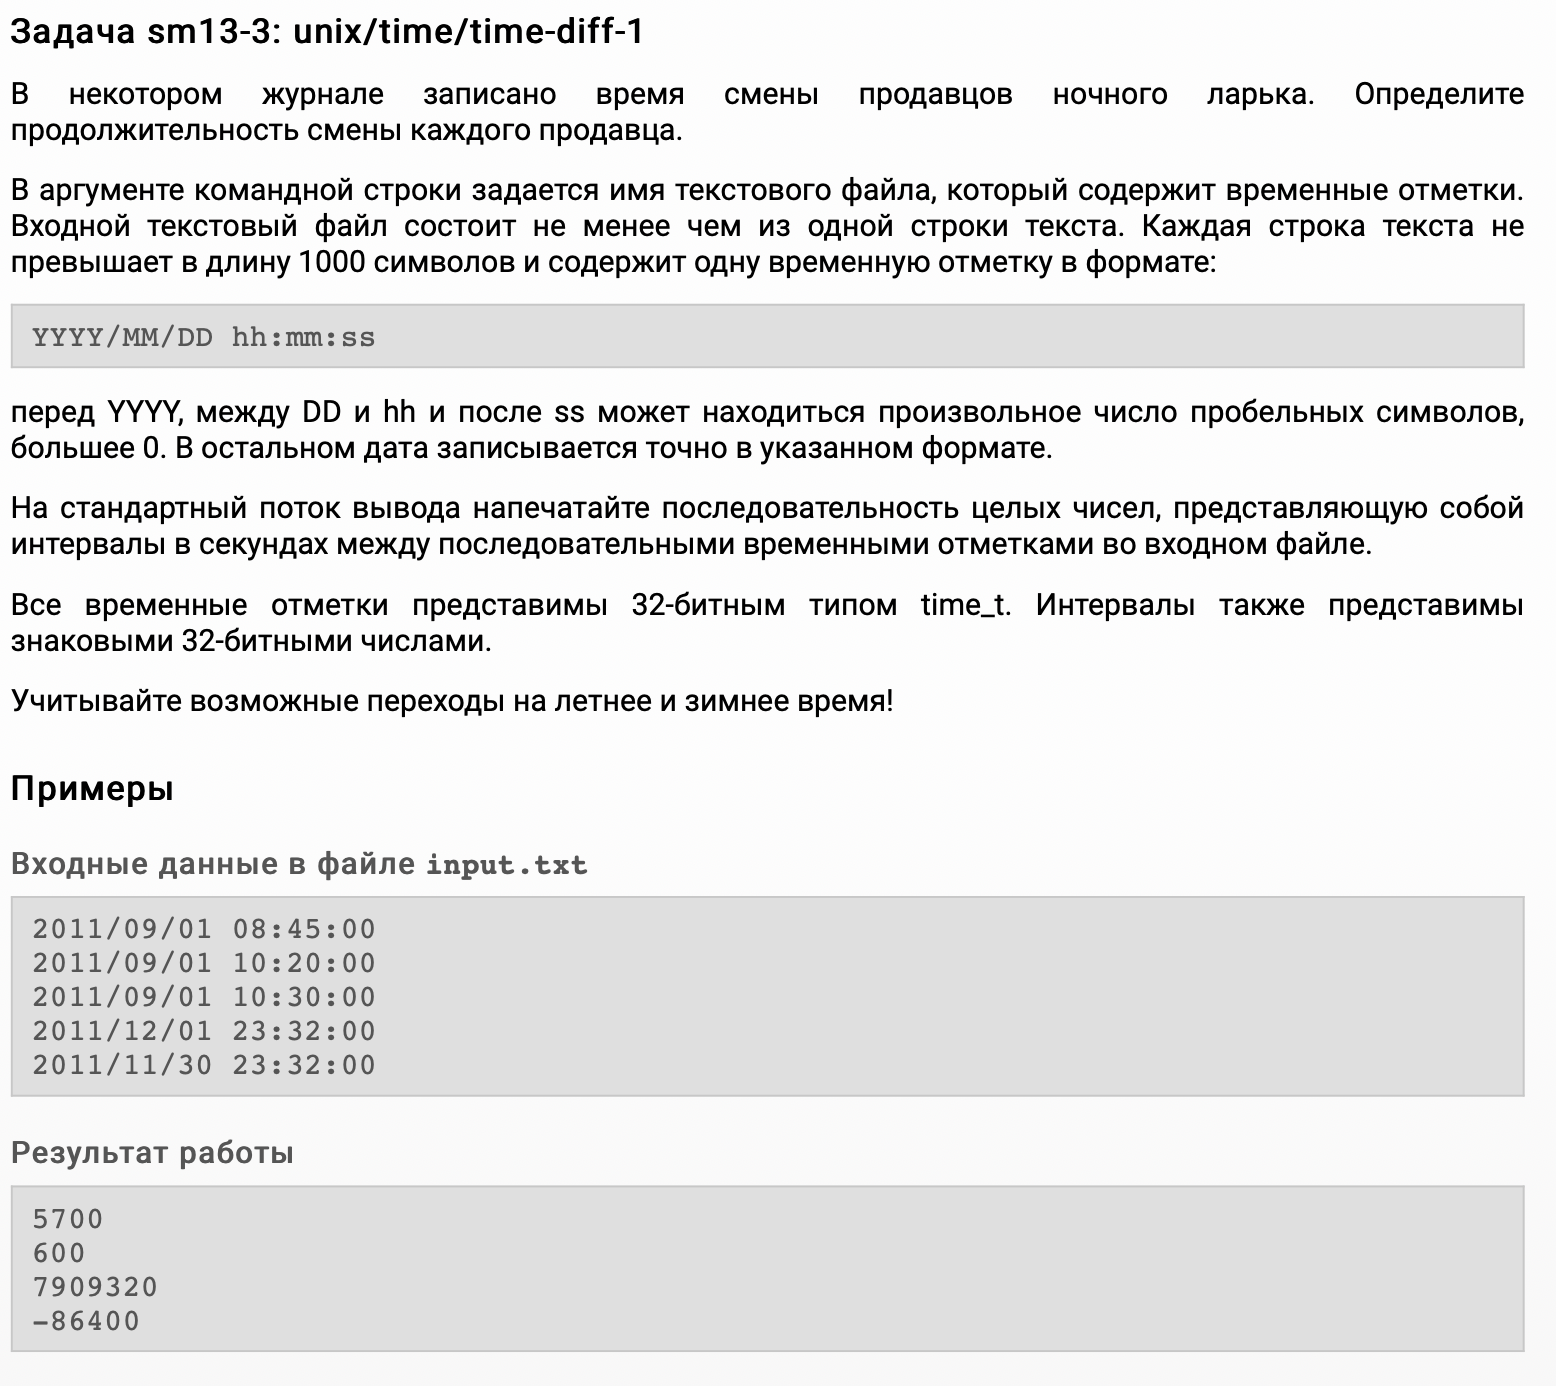 Задача sm13-3: unix/time/time-diff-1
В некотором журнале записано время смены продавцов ночного ларька. Определите
продолжительность смены каждого продавца.
В аргументе командной строки задается имя текстового файла, который содержит временные отметки.
Входной текстовый файл состоит не менее чем из одной строки текста. Каждая строка текста не
превышает в длину 1000 символов и содержит одну временную отметку в формате:
YYYY/MM/DD hh:mm:ss
перед YYYY, между DD и hh и после ss может находиться произвольное число пробельных символов,
большее 0. В остальном дата записывается точно в указанном формате.
На стандартный поток вывода напечатайте последовательность целых чисел, представляющую собой
интервалы в секундах между последовательными временными отметками во входном файле.
Все временные отметки представимы 32-битным типом time_t. Интервалы также представимы
знаковыми 32-битными числами.
Учитывайте возможные переходы на летнее и зимнее время!
Примеры
Входные данные в файле input.txt
2011/09/01 08:45:00
2011/09/01 10:20:00
2011/09/01 10:30:00
2011/12/01 23:32:00
2011/11/30 23:32:00
Результат работы
5700
600
7909320
-86400